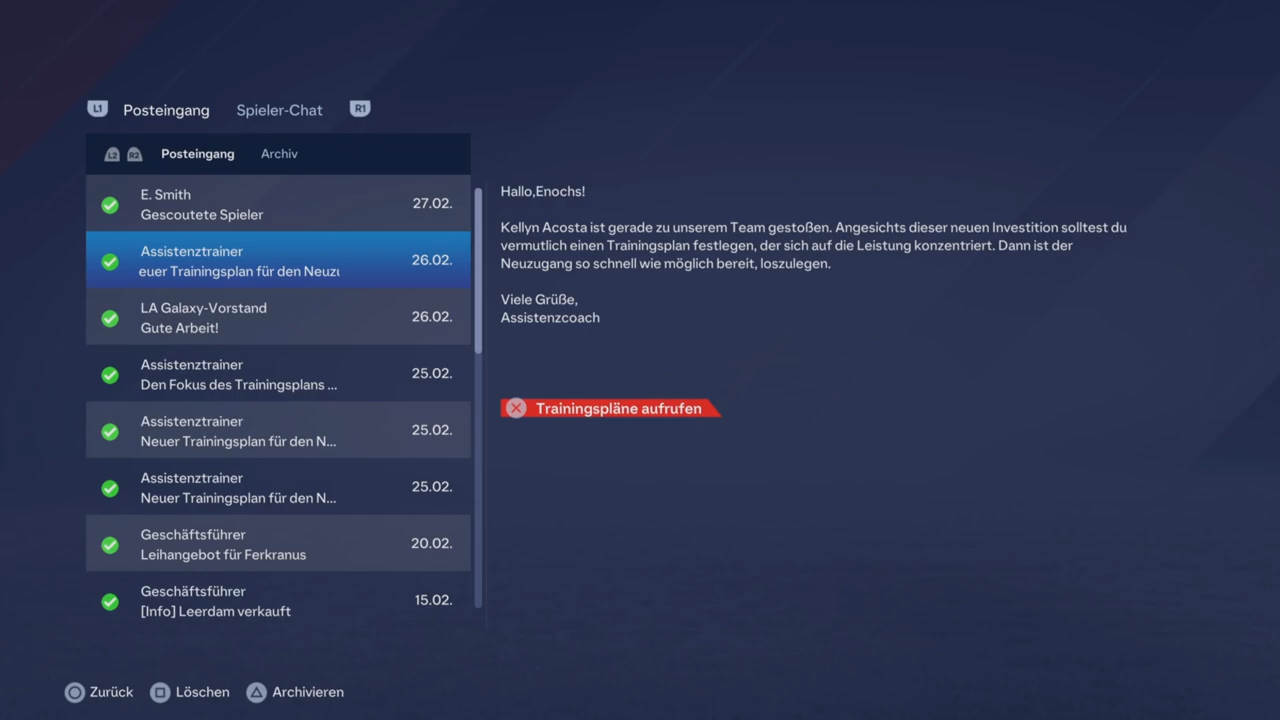 L1 Posteingang Spieler-Chat R1
L2 R2 Posteingang Archiv
E. Smith
Gescoutete Spieler
27.02.
Assistenztrainer
euer Trainingsplan für den Neuzu
26.02.
LA Galaxy-Vorstand
Gute Arbeit!
26.02.
Assistenztrainer
Den Fokus des Trainingsplans ...
25.02.
Assistenztrainer
Neuer Trainingsplan für den N...
25.02.
Assistenztrainer
Neuer Trainingsplan für den N...
25.02.
Geschäftsführer
Leihangebot für Ferkranus
20.02.
Geschäftsführer
[Info] Leerdam verkauft
15.02.
Hallo,Enochs!
Kellyn Acosta ist gerade zu unserem Team gestoßen. Angesichts dieser neuen Investition solltest du
vermutlich einen Trainingsplan festlegen, der sich auf die Leistung konzentriert. Dann ist der
Neuzugang so schnell wie möglich bereit, loszulegen.
Viele Grüße,
Assistenzcoach
Trainingspläne aufrufen
Zurück Löschen Archivieren